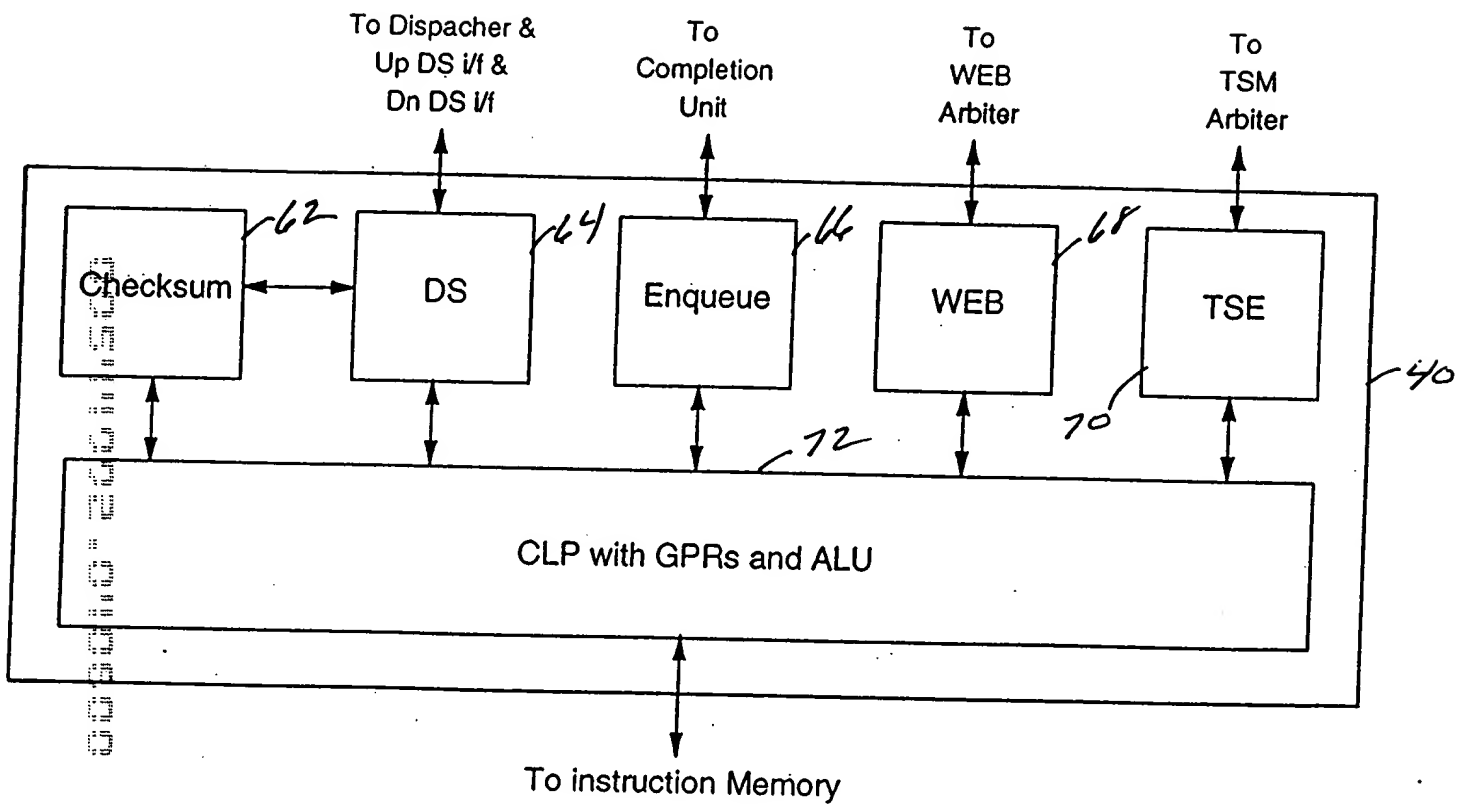 To Dispacher &
Up DS i/f &
Dn DS i/f
To
Completion
Unit
To
WEB
Arbiter
To
TSM
Arbiter
62
64
66
68
Checksum
DS
Enqueue
WEB
TSE
70
40
72
CLP with GPRs and ALU
To instruction Memory